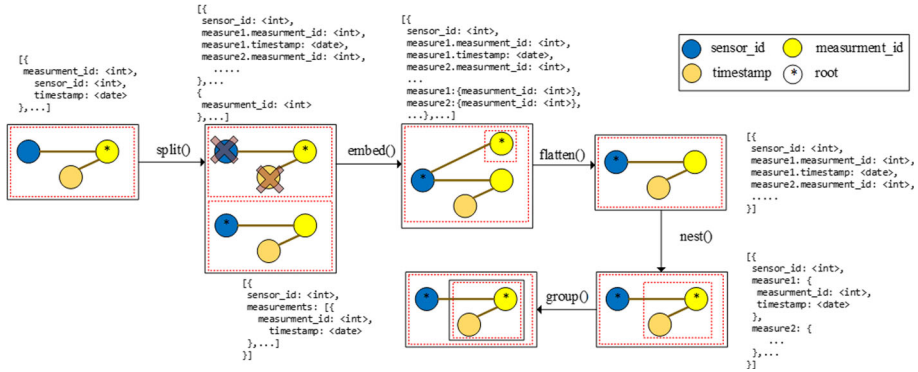 [{
measurment_id: <int>,
sensor_id: <int>,
timestamp: <date>
},...]
split()
[{
sensor_id: <int>,
measure1.measurment_id: <int>,
measure1.timestamp: <date>,
measure2.measurment_id: <int>,
.....
},...
{
measurment_id: <int>
},...]
*
*
embed()
[{
sensor_id: <int>,
measure1.measurment_id: <int>,
measure1.timestamp: <date>,
measure2.measurment_id: <int>,
...
measure1:{measurment_id: <int>},
measure2:{measurment_id: <int>},
...},...]
*
*
flatten()
sensor_id
measurment_id
timestamp
* root
*
[{
sensor_id: <int>,
measure1.measurment_id: <int>,
measure1.timestamp: <date>,
measure2.measurment_id: <int>,
.....
}]
nest()
*
*
[{
sensor_id: <int>,
measure1: {
measurment_id: <int>,
timestamp: <date>
},
measure2: {
...
},...
}]
group()
*
*
[{
sensor_id: <int>,
measurements: [{
measurment_id: <int>,
timestamp: <date>
},...]
}]
*